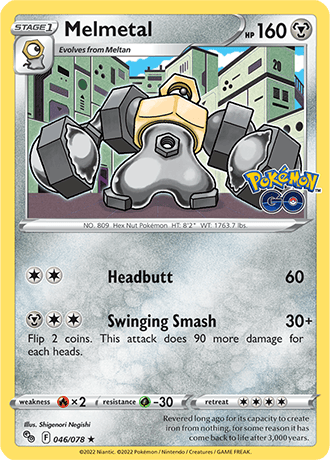 STAGE 1 Melmetal HP 160
Evolves from Meltan
Pokémon
GO
NO. 809 Hex Nut Pokémon HT: 8'2" WT: 1763.7 lbs.
Headbutt 60
Swinging Smash 30+
Flip 2 coins. This attack does 90 more damage for
each heads.
weakness ×2 resistance -30 retreat
Illus. Shigenori Negishi
F 046/078 ★
Revered long ago for its capacity to create
iron from nothing, for some reason it has
come back to life after 3,000 years.
©2022 Niantic. ©2022 Pokémon / Nintendo / Creatures / GAME FREAK.